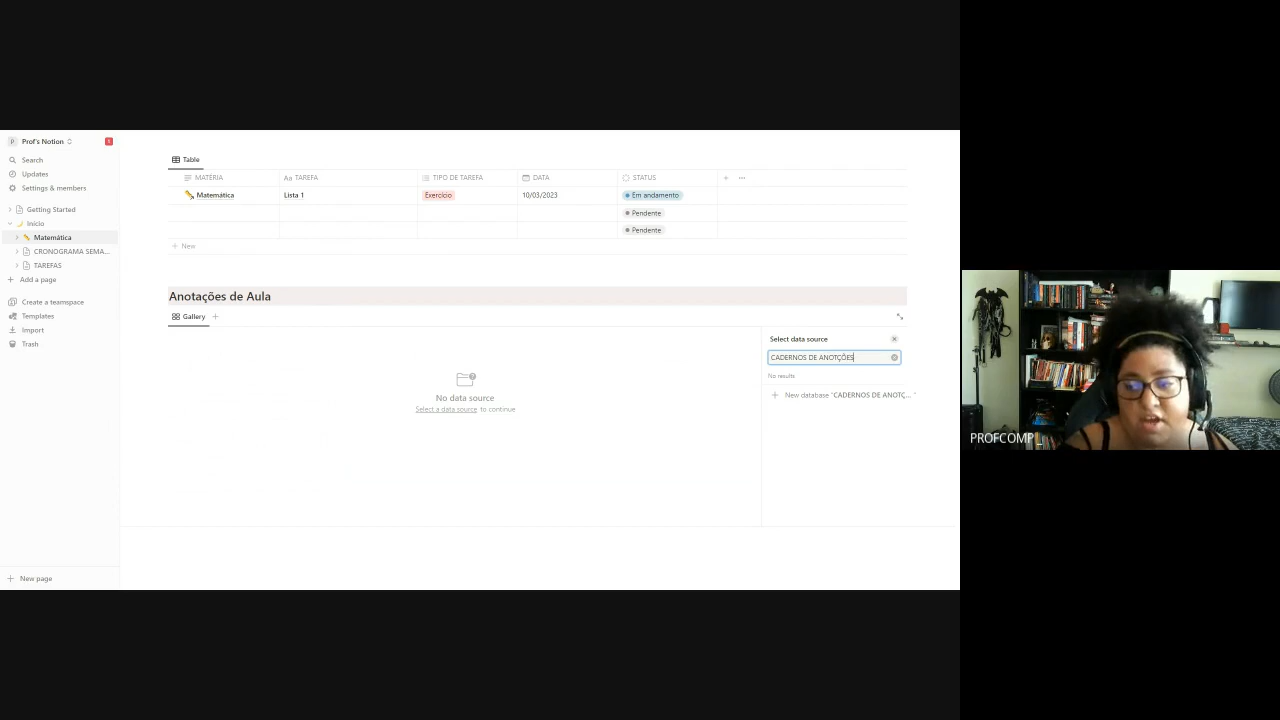 Prof's Notion
Search
Updates
Settings & members
Getting Started
Início
Matemática
CRONOGRAMA SEMA...
TAREFAS
Add a page
Create a teamspace
Templates
Import
Trash
New page
Table
MATÉRIA Aa TAREFA TIPO DE TAREFA DATA STATUS
Matemática Lista 1 Exercício 10/03/2023 Em andamento
Pendente
Pendente
New
Anotações de Aula
Gallery
No data source
Select a data source to continue
Select data source
CADERNOS DE ANOTÇÕES
No results
New database "CADERNOS DE ANOTÇ... "
PROFCOMP _